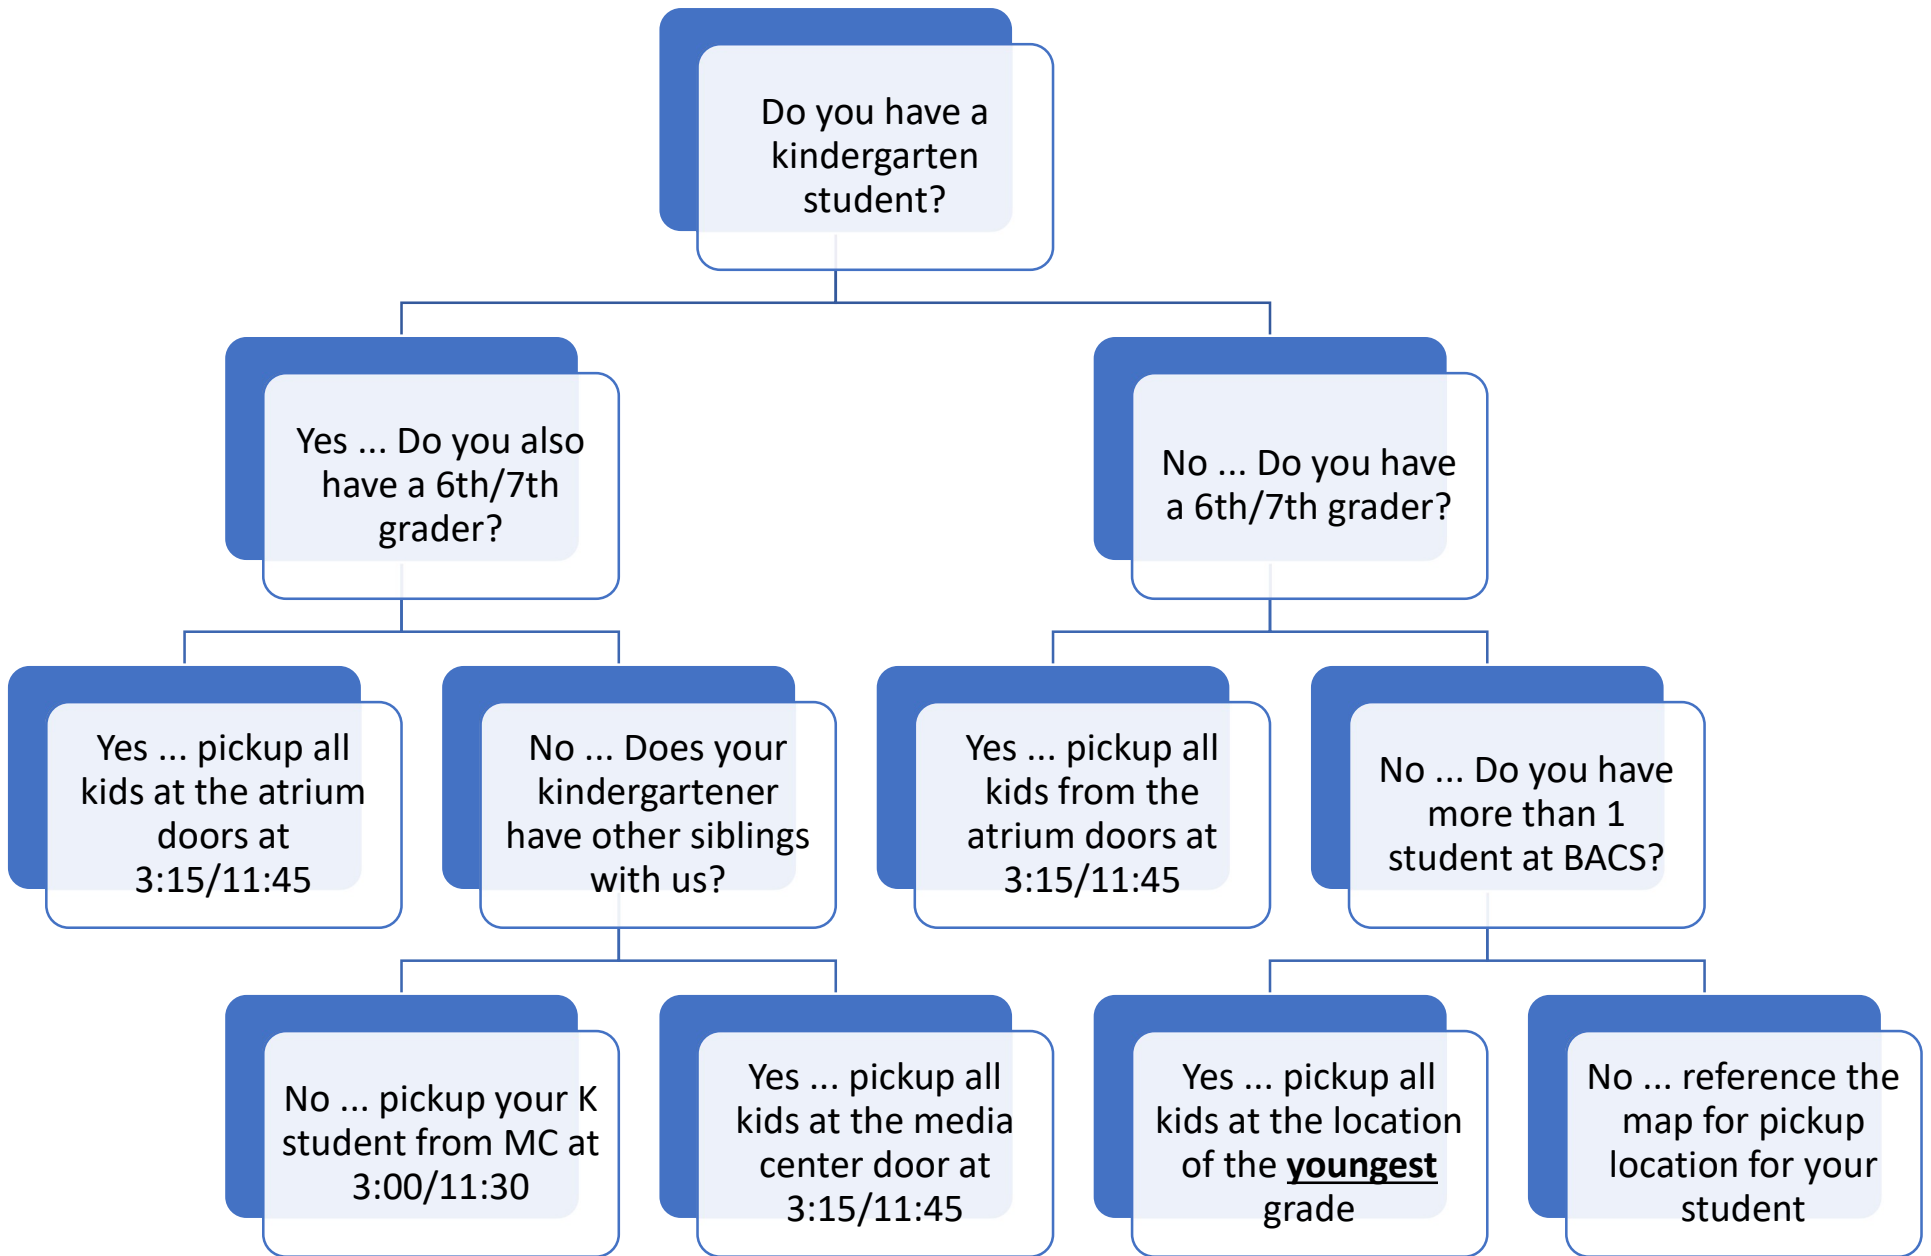 Do you have a
kindergarten
student?
Yes ... Do you also
have a 6th/7th
grader?
No ... Do you have
a 6th/7th grader?
Yes ... pickup all
kids at the atrium
doors at
3:15/11:45
No ... Does your
kindergartener
have other siblings
with us?
Yes ... pickup all
kids from the
atrium doors at
3:15/11:45
No ... Do you have
more than 1
student at BACS?
No ... pickup your K
student from MC at
3:00/11:30
Yes ... pickup all
kids at the media
center door at
3:15/11:45
Yes ... pickup all
kids at the location
of the youngest
grade
No ... reference the
map for pickup
location for your
student